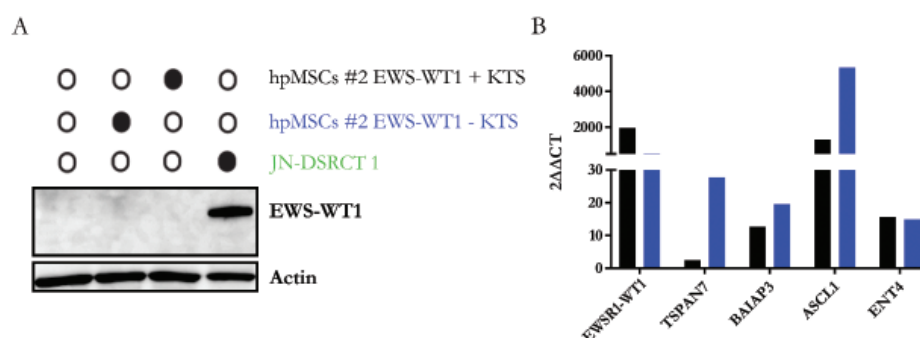 A
hpMSCs #2 EWS-WT1 + KTS
hpMSCs #2 EWS-WT1 - KTS
JN-DSRCT 1
EWS-WT1
Actin
B
2ΔΔCT
6000
4000
2000
30
20
10
0
EWSR1-WT1
TSPAN7
BAIAP3
ASCL1
ENT4